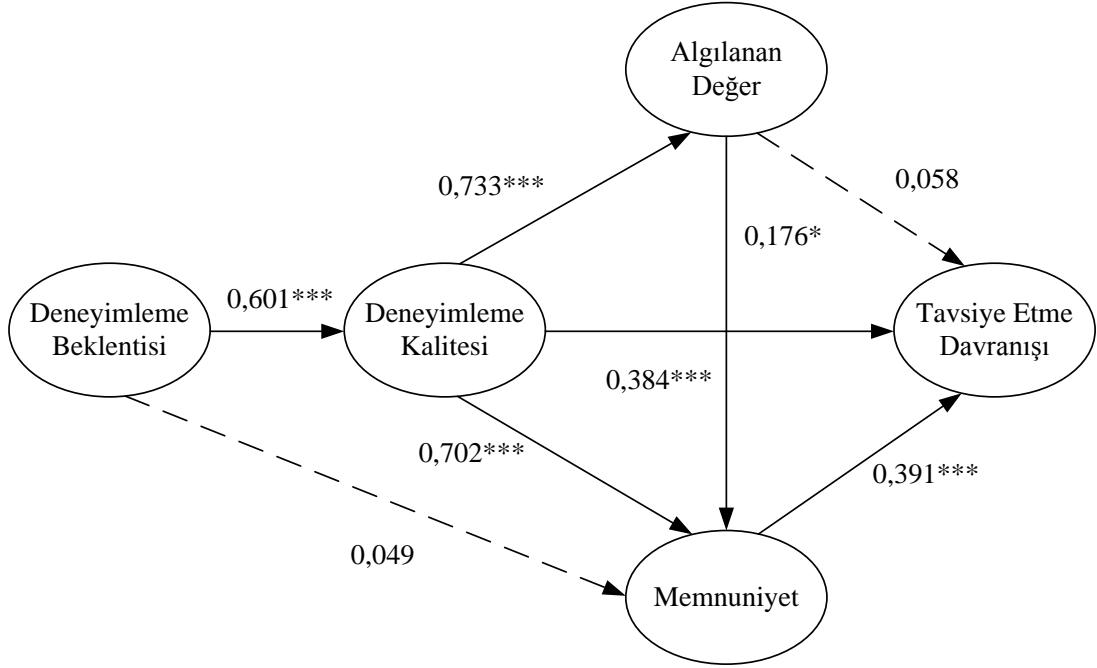 Algılanan
Değer
0,733***
0,058
0,176*
Deneyimleme
Beklentisi
0,601***
Deneyimleme
Kalitesi
Tavsiye Etme
Davranışı
0,384***
0,702***
0,391***
0,049
Memnuniyet